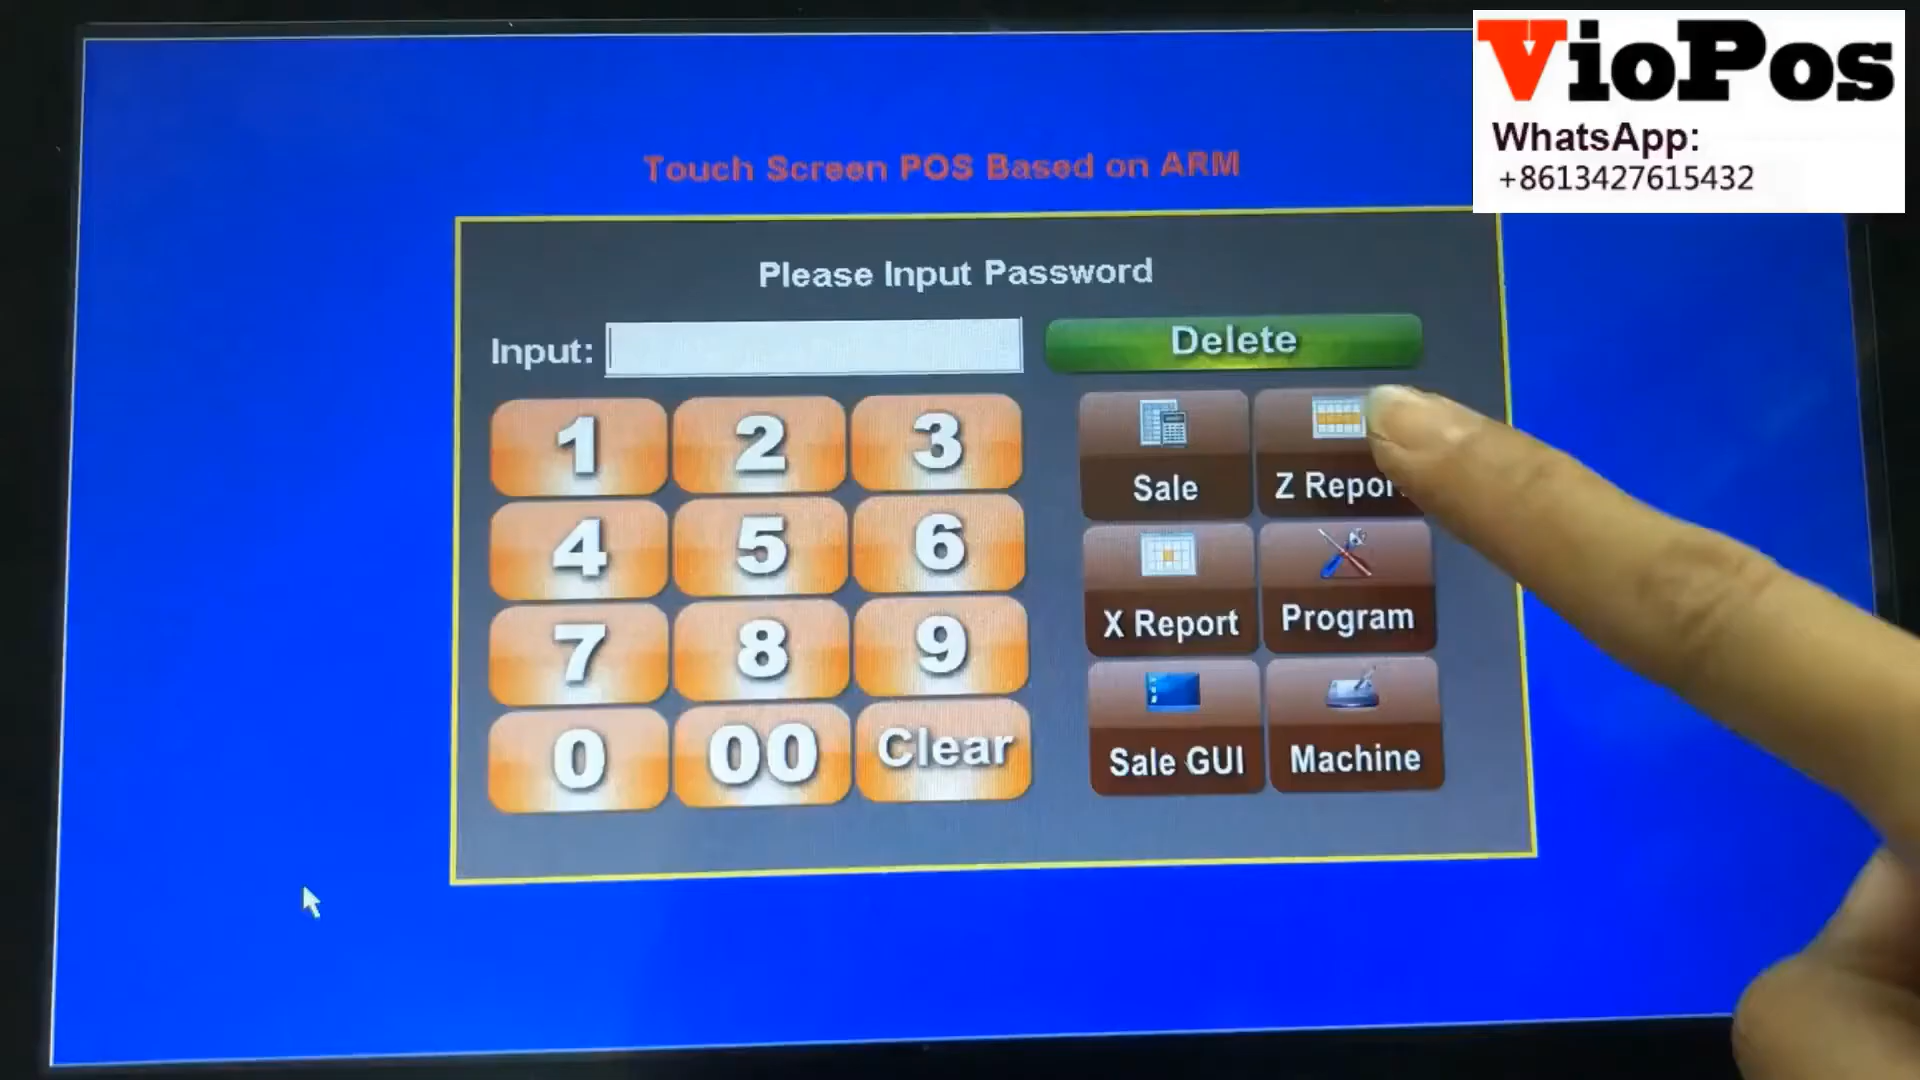 VioPos
WhatsApp:
+8613427615432
Touch Screen POS Based on ARM
Please Input Password
Input:
Delete
1 2 3
4 5 6
7 8 9
0 00 Clear
Sale Z Repor
X Report Program
Sale GUI Machine